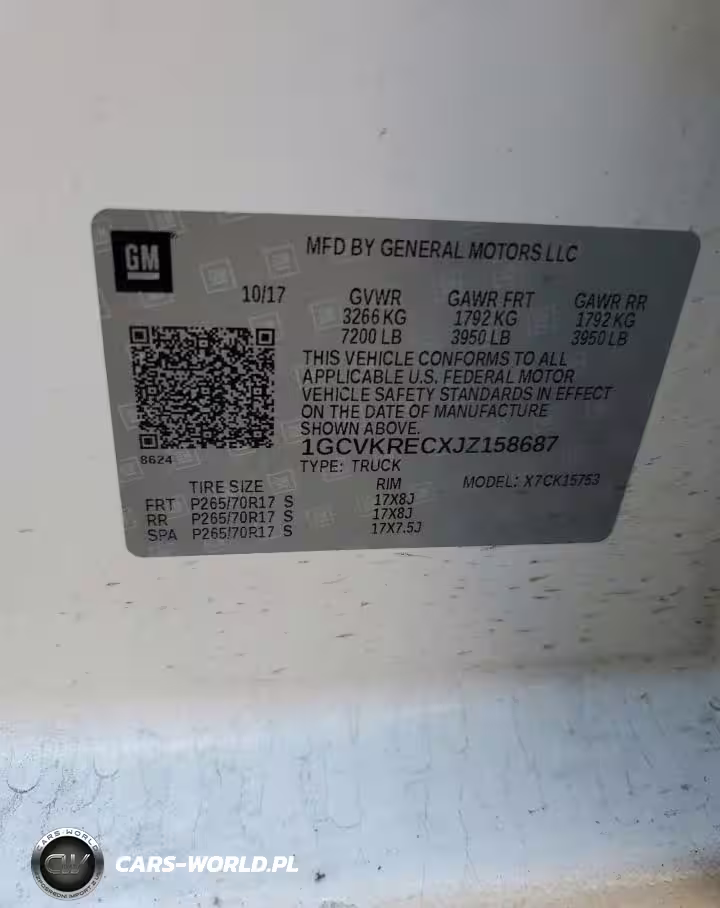 GM
MFD BY GENERAL MOTORS LLC
10/17 GVWR GAWR FRT GAWR RR
3266 KG 1792 KG 1792 KG
7200 LB 3950 LB 3950 LB
THIS VEHICLE CONFORMS TO ALL
APPLICABLE U.S. FEDERAL MOTOR
VEHICLE SAFETY STANDARDS IN EFFECT
ON THE DATE OF MANUFACTURE
SHOWN ABOVE.
1GCVKRECXJZ158687
8624
TYPE: TRUCK
TIRE SIZE RIM MODEL: X7CK15753
FRT P265/70R17 S 17X8J
RR P265/70R17 S 17X8J
SPA P265/70R17 S 17X7.5J
CARS-WORLD
CW
CARS-WORLD.PL